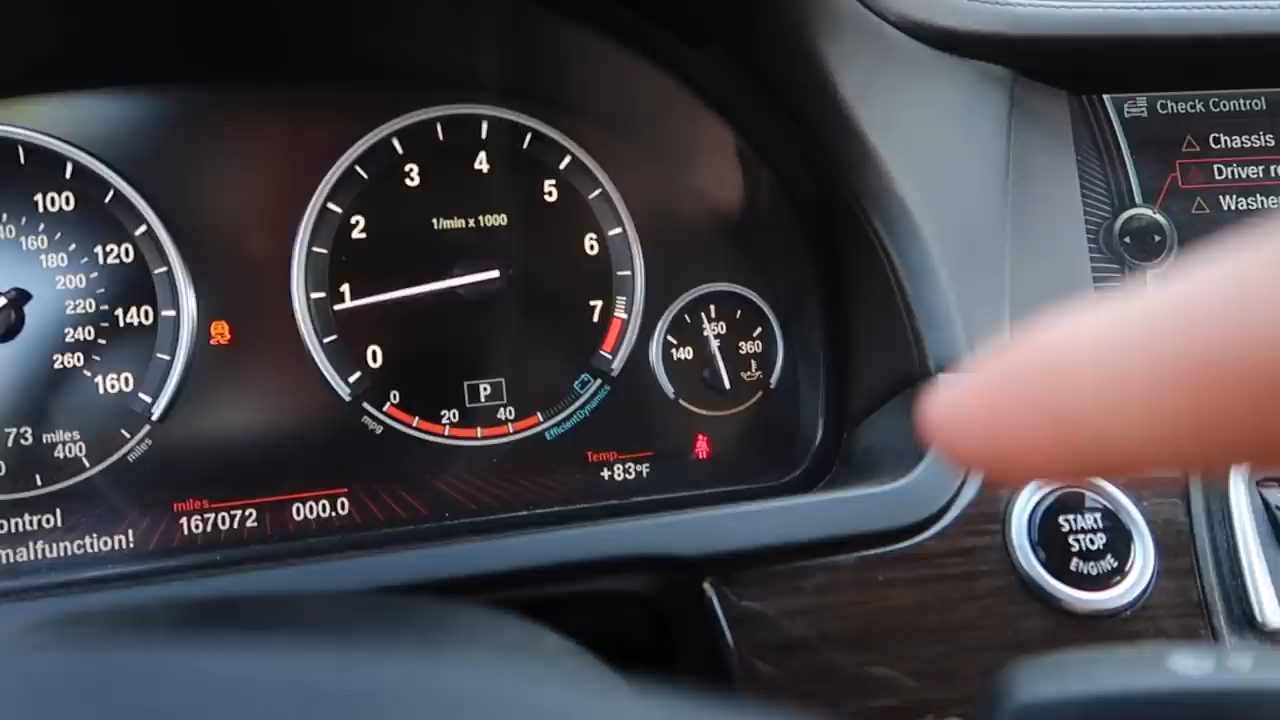 100
120
140
160
160
180
200
220
240
260
73 miles
400
miles
ontrol
malfunction!
miles
167072 000.0
0
1
2
3
4
5
6
7
1/min x 1000
P
0
20
40
mpg
EfficientDynamics
140
250
°F
360
Temp
+83°F
Check Control
Chassis
Driver re
Washe
START
STOP
ENGINE